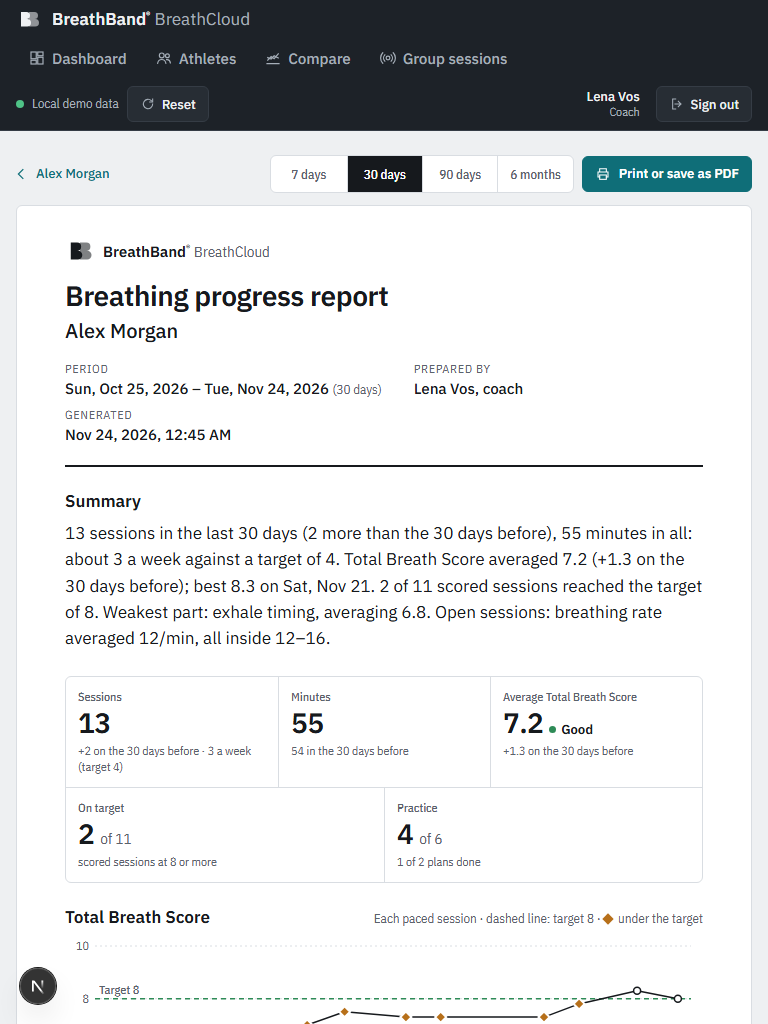 BreathBand® BreathCloud
Dashboard
Athletes
Compare
Group sessions
Local demo data
Reset
Lena Vos
Coach
Sign out
Alex Morgan
7 days
30 days
90 days
6 months
Print or save as PDF
BreathBand® BreathCloud
Breathing progress report
Alex Morgan
PERIOD
Sun, Oct 25, 2026 – Tue, Nov 24, 2026 (30 days)
PREPARED BY
Lena Vos, coach
GENERATED
Nov 24, 2026, 12:45 AM
Summary
13 sessions in the last 30 days (2 more than the 30 days before), 55 minutes in all:
about 3 a week against a target of 4. Total Breath Score averaged 7.2 (+1.3 on the
30 days before); best 8.3 on Sat, Nov 21. 2 of 11 scored sessions reached the target
of 8. Weakest part: exhale timing, averaging 6.8. Open sessions: breathing rate
averaged 12/min, all inside 12–16.
Sessions
13
+2 on the 30 days before · 3 a week
(target 4)
Minutes
55
54 in the 30 days before
Average Total Breath Score
7.2 Good
+1.3 on the 30 days before
On target
2 of 11
scored sessions at 8 or more
Practice
4 of 6
1 of 2 plans done
Total Breath Score
Each paced session · dashed line: target 8 · under the target
10
Target 8
8
N